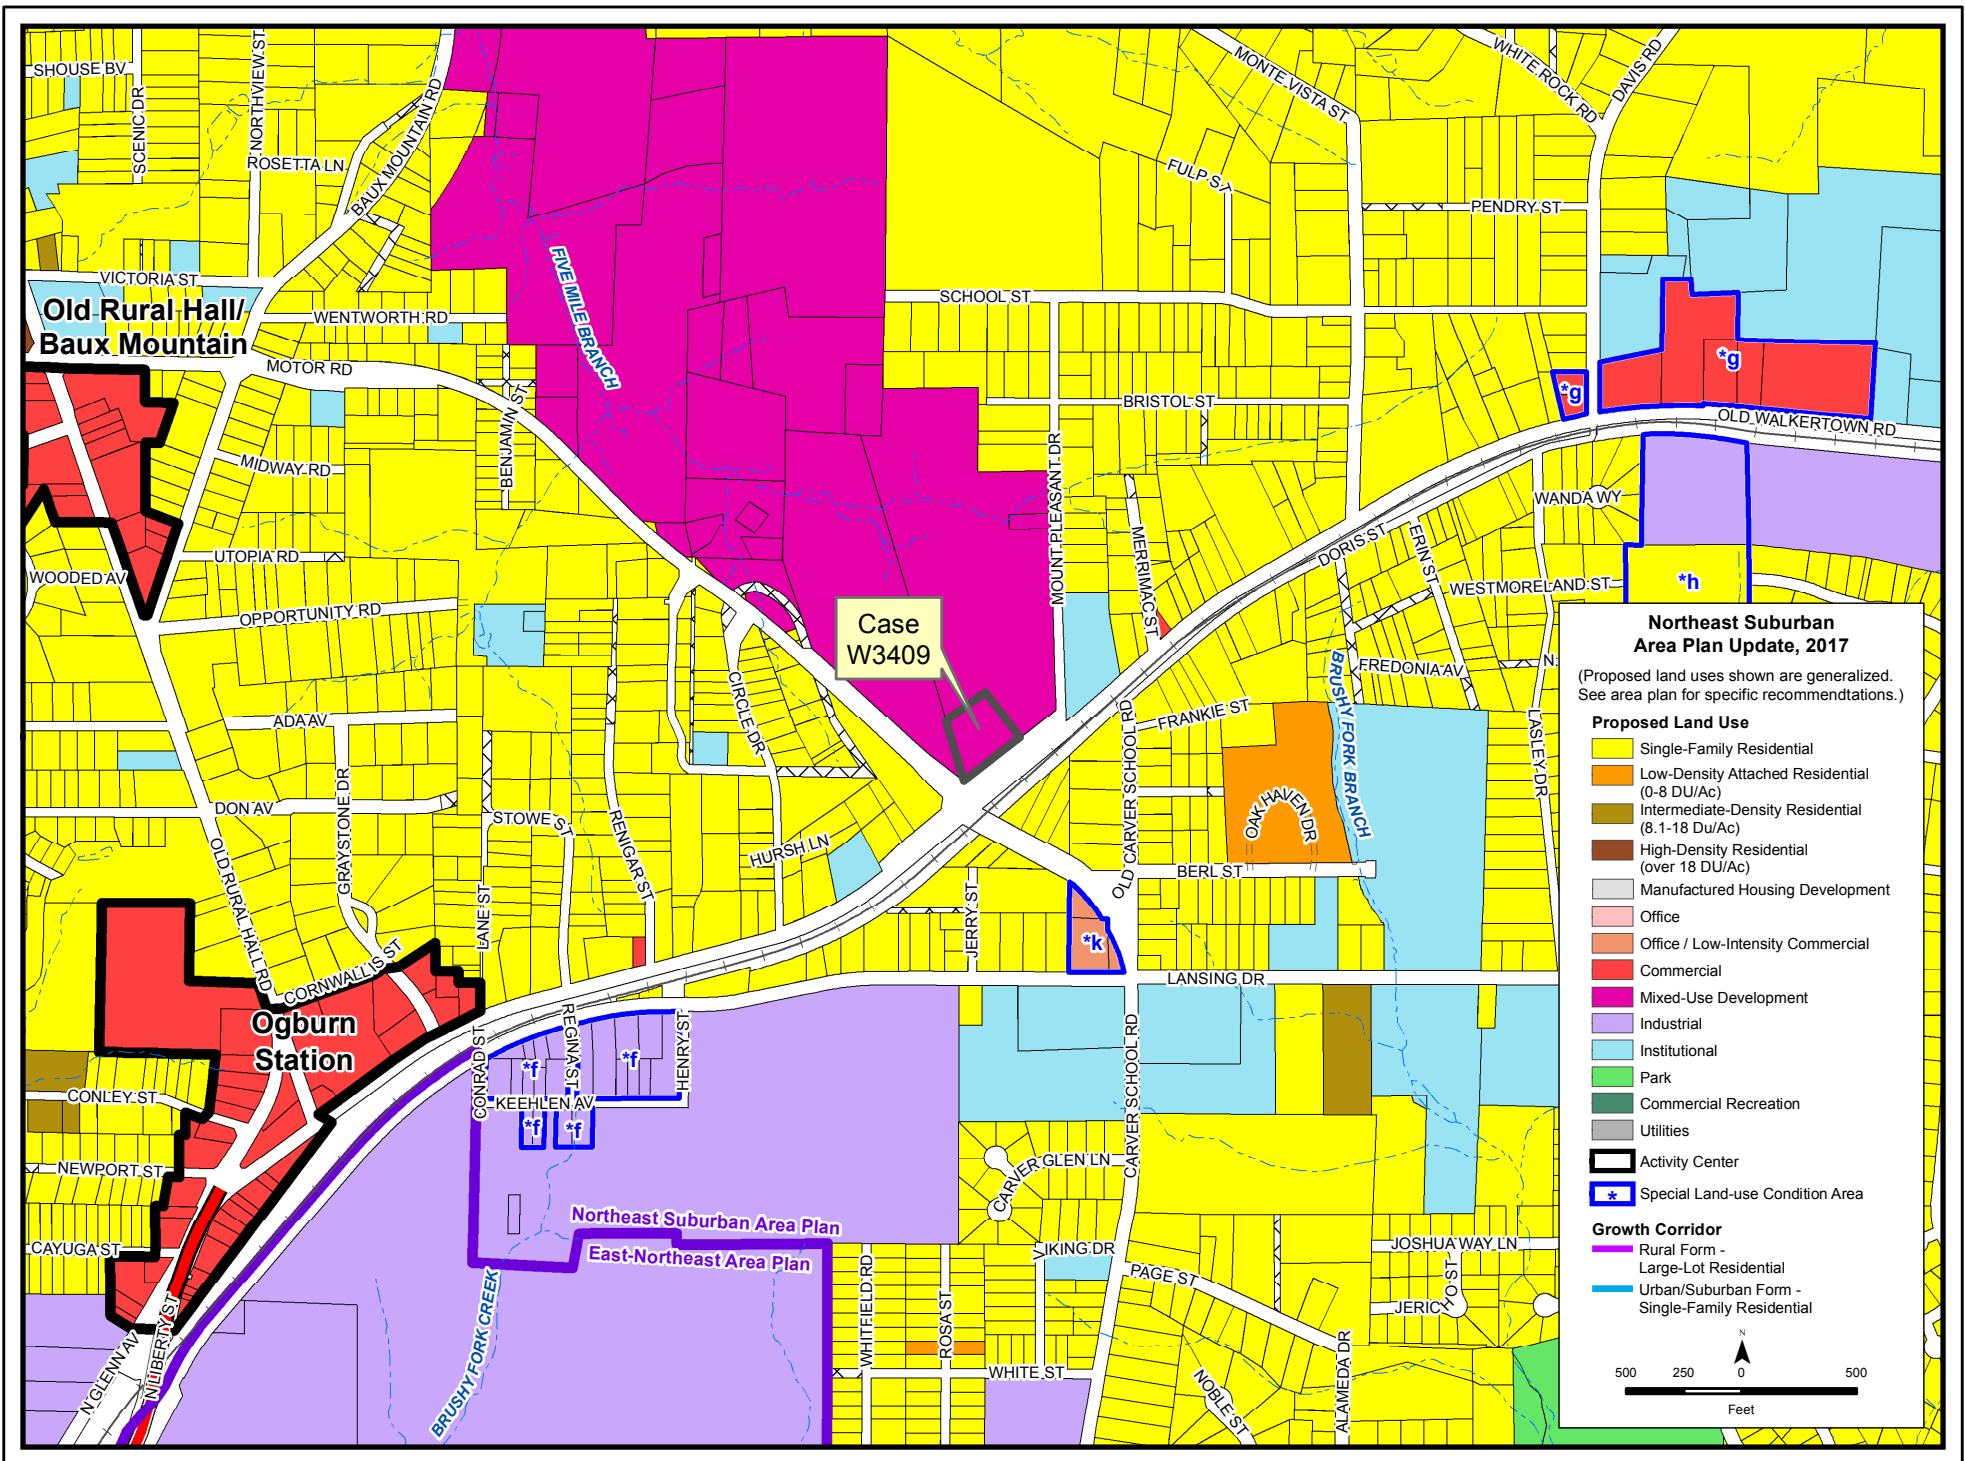 SHOUSE BV
SCENIC DR
NORTHVIEW ST
ROSETTA LN
BAUX MOUNTAIN RD
BAUX MOUNTAIN RD
MONTE VISTA ST
WHITE ROCK RD
DAVIS RD
FULP ST
PENDRY ST
VICTORIA ST
Old Rural Hall/
Baux Mountain
WENTWORTH RD
MOTOR RD
FIVE MILE BRANCH
SCHOOL ST
BRISTOL ST
*g
*g
OLD WALKERTOWN RD
MIDWAY RD
BENJAMIN ST
MOUNT PLEASANT DR
MERRIMAC ST
WANDA WY
DORIS ST
ERIN ST
WESTMORELAND ST
*h
UTOPIA RD
WOODED AV
OPPORTUNITY RD
Case
W3409
CIRCLE DR
FREDONIA AV
N.
BRUSHY FORK BRANCH
LASLEY DR
ADA AV
FRANKIE ST
OLD CARVER SCHOOL RD
GRAYSTONE DR
DON AV
OLD RURAL HALL RD
STOWE ST
RENIGAR ST
HURSH LN
OAK HAVEN DR
BERL ST
LANE ST
JERRY ST
*k
CORNWALLIS ST
LANSING DR
Ogburn
Station
CONRAD ST
REGINA ST
HENRY ST
*f
*f
KEEHLEN AV
*f
*f
CARVER SCHOOL RD
CONLEY ST
NEWPORT ST
CARVER GLEN LN
CAYUGA ST
Northeast Suburban Area Plan
East-Northeast Area Plan
BRUSHY FORK CREEK
VIKING DR
PAGE ST
JOSHUA WAY LN
JERICHO ST
WHITFIELD RD
ROSA ST
WHITE ST
NOBLE ST
ALAMEDA DR
N GLENN AV
N LIBERTY ST
Northeast Suburban
Area Plan Update, 2017
(Proposed land uses shown are generalized.
See area plan for specific recommendtations.)
Proposed Land Use
Single-Family Residential
Low-Density Attached Residential
(0-8 DU/Ac)
Intermediate-Density Residential
(8.1-18 Du/Ac)
High-Density Residential
(over 18 DU/Ac)
Manufactured Housing Development
Office
Office / Low-Intensity Commercial
Commercial
Mixed-Use Development
Industrial
Institutional
Park
Commercial Recreation
Utilities
Activity Center
* Special Land-use Condition Area
Growth Corridor
Rural Form -
Large-Lot Residential
Urban/Suburban Form -
Single-Family Residential
N
500 250 0 500
Feet